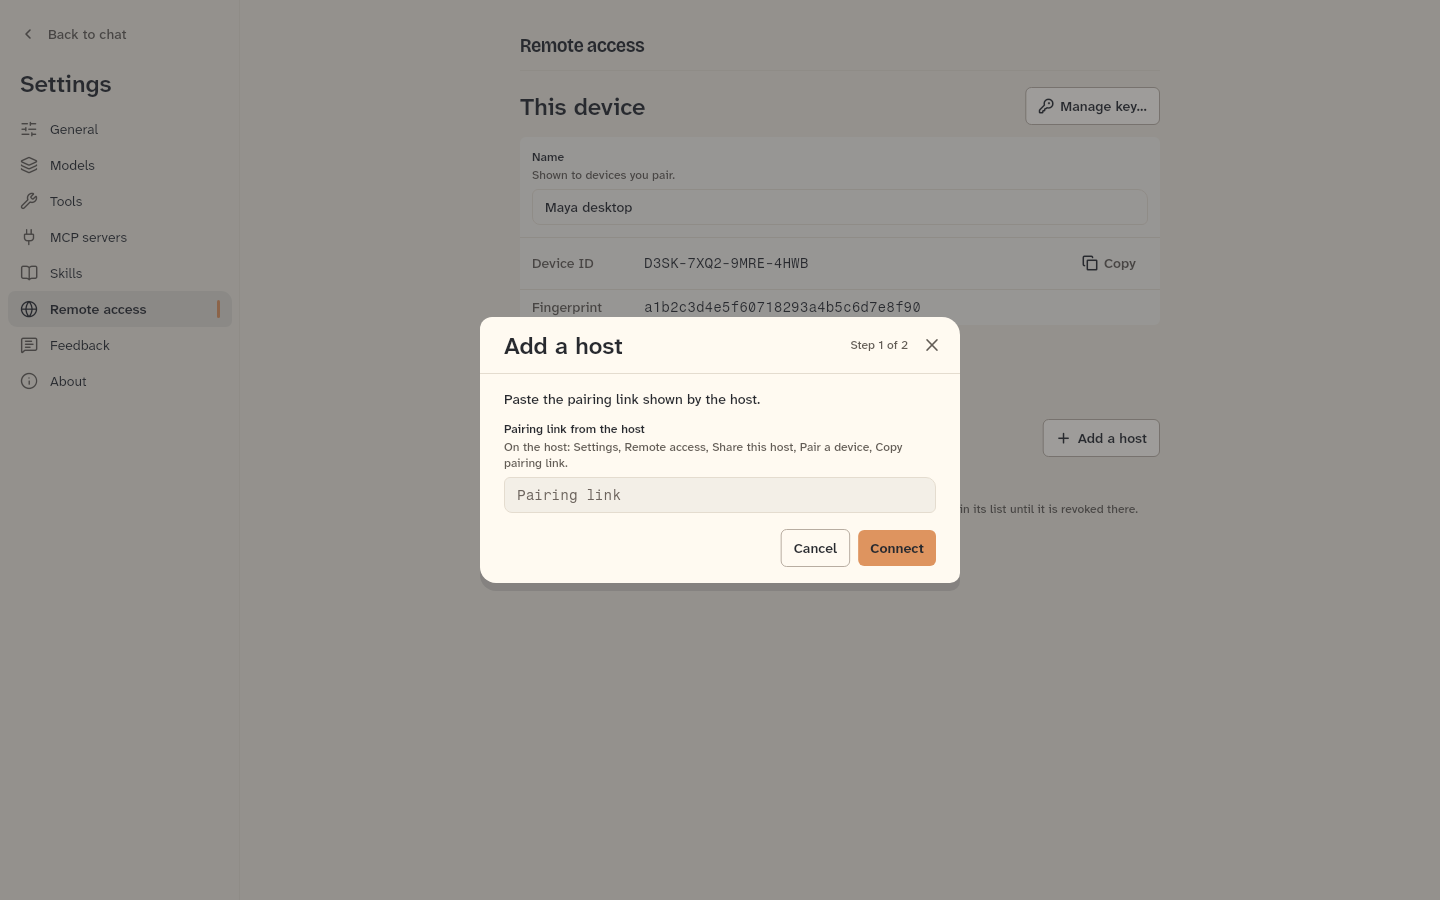 Back to chat
Settings
General
Models
Tools
MCP servers
Skills
Remote access
Feedback
About
Remote access
This device
Manage key...
Name
Shown to devices you pair.
Maya desktop
Device ID
D3SK-7XQ2-9MRE-4HWB
Copy
Fingerprint
a1b2c3d4e5f60718293a4b5c6d7e8f90
Add a host
Step 1 of 2
Paste the pairing link shown by the host.
Pairing link from the host
On the host: Settings, Remote access, Share this host, Pair a device, Copy
pairing link.
Pairing link
Cancel
Connect
Add a host
in its list until it is revoked there.